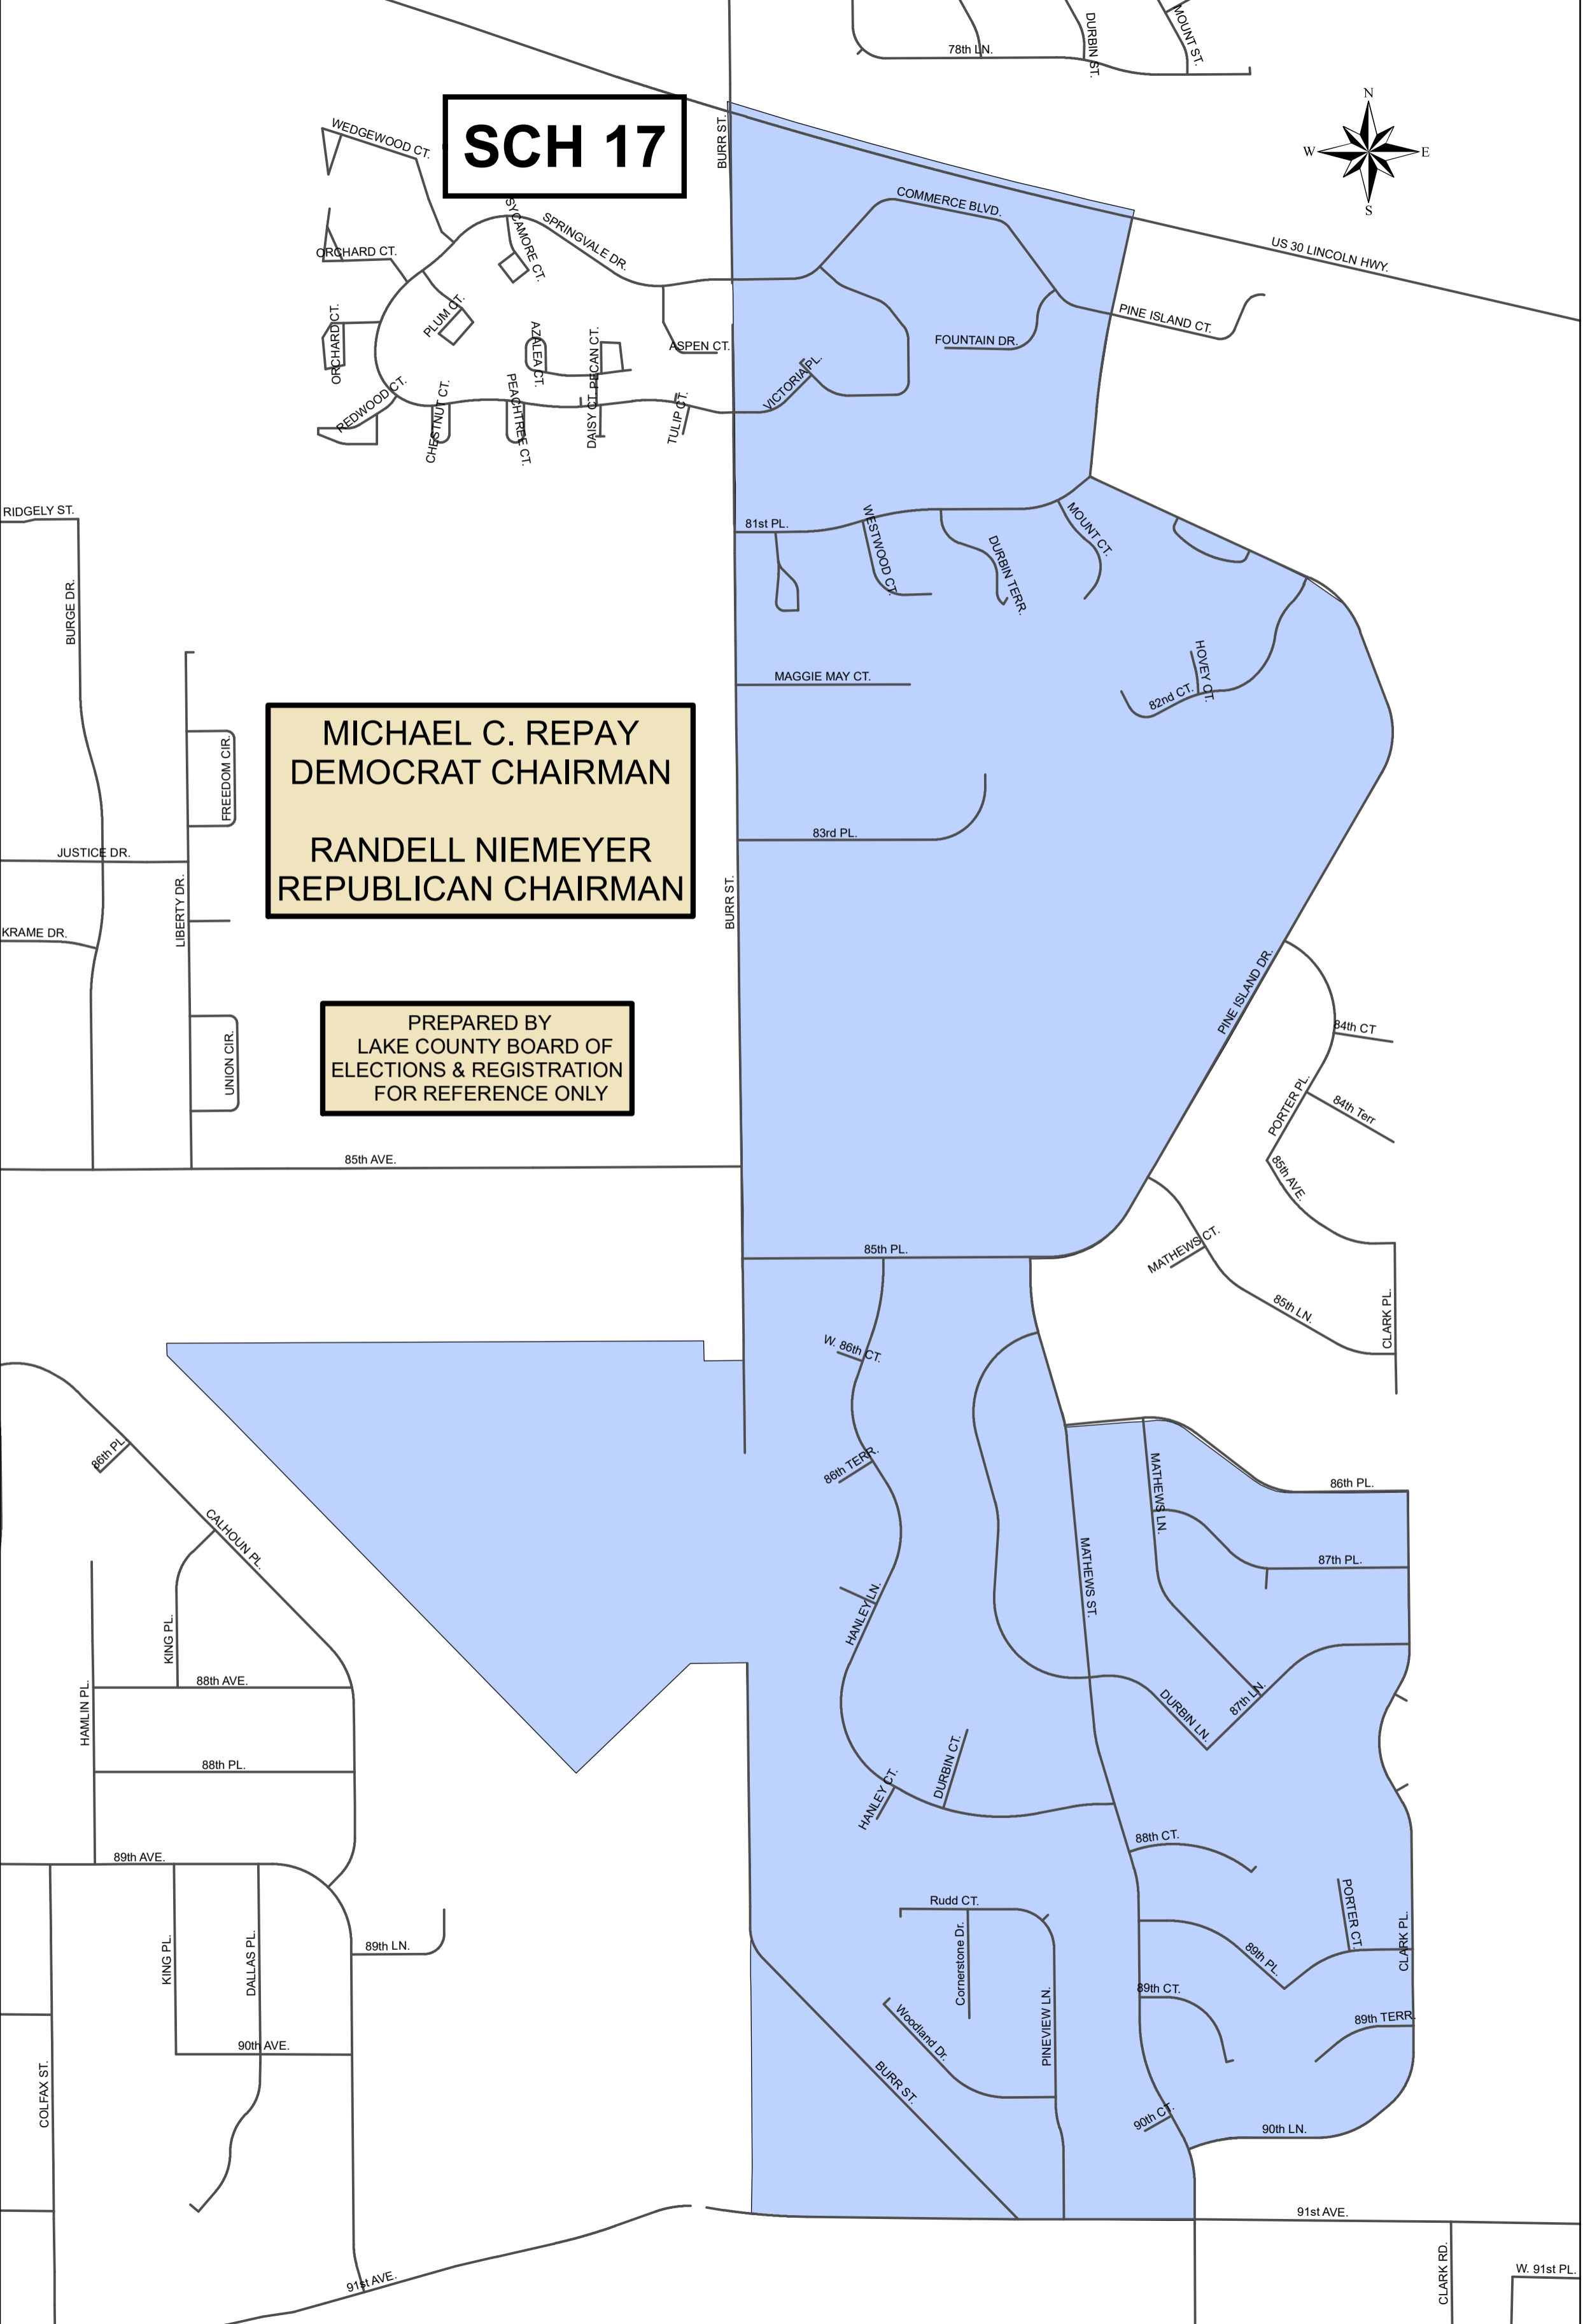 78th LN.
DURBIN ST.
MOUNT ST.
SCH 17
BURR ST.
N
W
E
S
WEDGEWOOD CT.
COMMERCE BLVD.
SYCAMORE CT.
SPRINGVALE DR.
ORCHARD CT.
US 30 LINCOLN HWY.
PLUM CT.
ORCHARD CT.
AZALEA CT.
PECAN CT.
ASPEN CT.
FOUNTAIN DR.
PINE ISLAND CT.
VICTORIA PL.
REDWOOD CT.
CHESTNUT CT.
PEACHTREE CT.
DAISY CT.
TULIP CT.
RIDGELY ST.
81st PL.
WESTWOOD CT.
DURBIN TERR.
MOUNT CT.
BURGE DR.
HOVEY CT.
82nd CT.
MAGGIE MAY CT.
MICHAEL C. REPAY
DEMOCRAT CHAIRMAN
RANDELL NIEMEYER
REPUBLICAN CHAIRMAN
FREEDOM CIR.
83rd PL.
JUSTICE DR.
LIBERTY DR.
BURR ST.
KRAME DR.
PINE ISLAND DR.
PREPARED BY
LAKE COUNTY BOARD OF
ELECTIONS & REGISTRATION
FOR REFERENCE ONLY
UNION CIR.
84th CT
PORTER PL.
84th Terr
85th AVE.
85th AVE.
85th PL.
MATHEWS CT.
85th LN.
CLARK PL.
W. 86th CT.
86th PL.
86th TERR.
MATHEWS LN.
86th PL.
CALHOUN PL.
87th PL.
MATHEWS ST.
KING PL.
HANLEY LN.
88th AVE.
HAMLIN PL.
DURBIN LN.
87th LN.
88th PL.
DURBIN CT.
HANLEY CT.
88th CT.
89th AVE.
Rudd CT.
PORTER CT.
CLARK PL.
KING PL.
DALLAS PL.
89th LN.
Cornerstone Dr.
89th PL.
89th CT.
Woodland Dr.
PINEVIEW LN.
89th TERR.
90th AVE.
COLFAX ST.
BURR ST.
90th CT.
90th LN.
91st AVE.
91st AVE.
CLARK RD.
W. 91st PL.